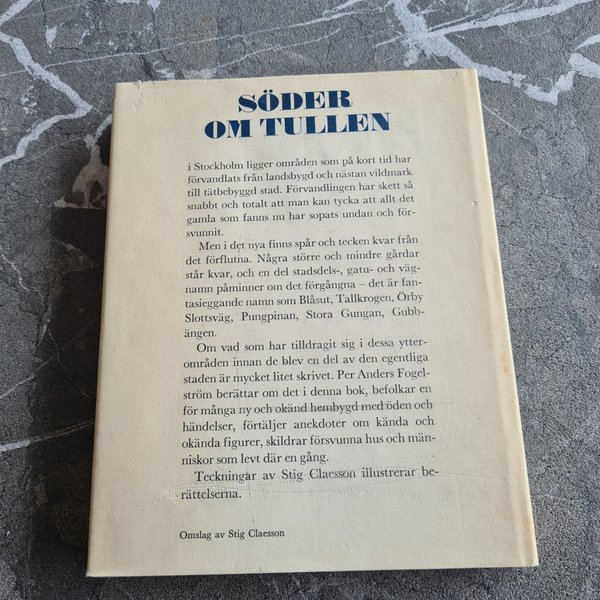 SÖDER
OM TULLEN
i Stockholm ligger områden som på kort tid har
förvandlats från landsbygd och nästan vildmark
till tätbebyggd stad. Förvandlingen har skett så
snabbt och totalt att man kan tycka att allt det
gamla som fanns nu har sopats undan och för-
svunnit.
Men i det nya finns spår och tecken kvar från
det förflutna. Några större och mindre gårdar
står kvar, och en del stadsdels-, gatu- och väg-
namn påminner om det förgångna – det är fan-
tasieggande namn som Blåsut, Tallkrogen, Örby
Slottsväg, Pungpinan, Stora Gungan, Gubb-
ängen.
Om vad som har tilldragit sig i dessa ytter-
områden innan de blev en del av den egentliga
staden är mycket litet skrivet. Per Anders Fogel-
ström berättar om det i denna bok, befolkar en
för många ny och okänd hembygd med öden och
händelser, förtäljer anekdoter om kända och
okända figurer, skildrar försvunna hus och män-
niskor som levt där en gång.
Teckningar av Stig Claesson illustrerar be-
rättelserna.
Omslag av Stig Claesson